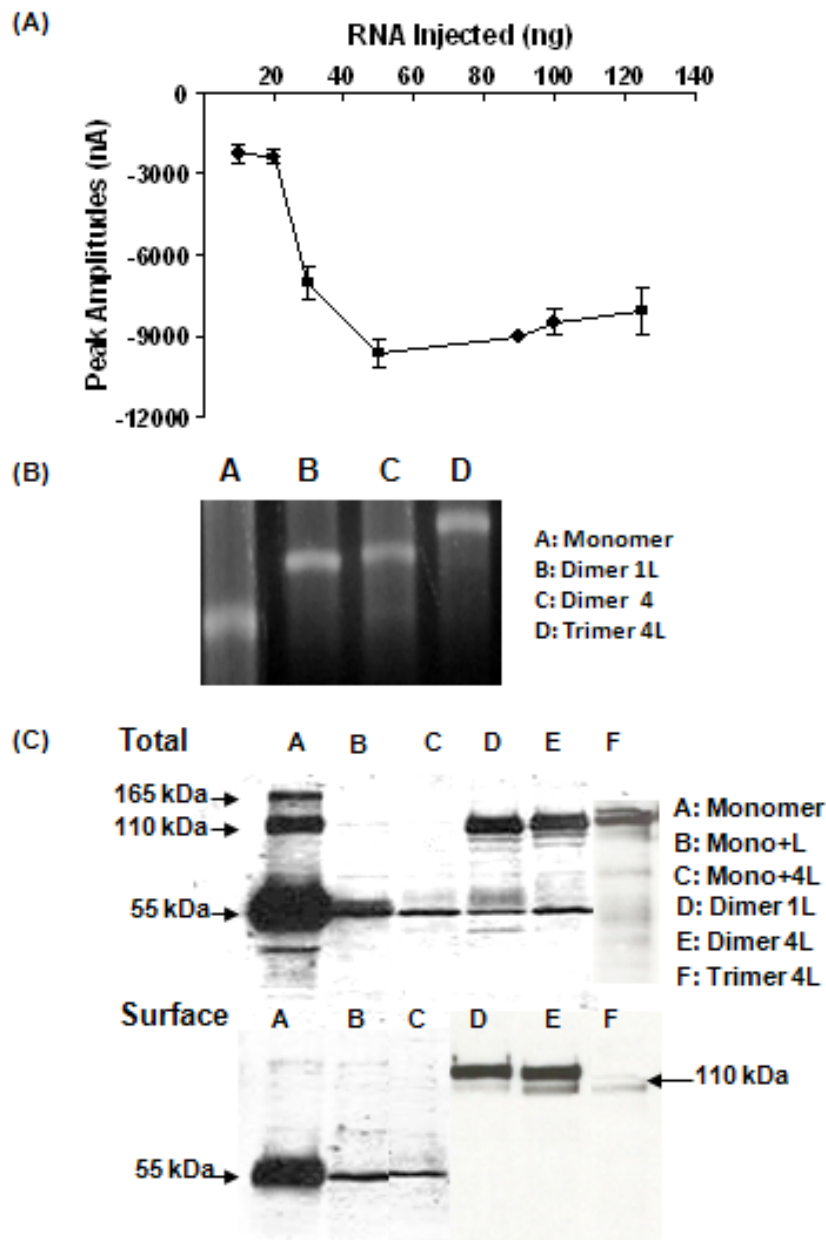 (A)
RNA Injected (ng)
20 40 60 80 100 120 140
0
-3000
-6000
-9000
-12000
Peak Amplitudes (nA)
(B)
A B C D
A: Monomer
B: Dimer 1L
C: Dimer 4
D: Trimer 4L
(C)
Total A B C D E F
165 kDa
110 kDa
55 kDa
A: Monomer
B: Mono+L
C: Mono+4L
D: Dimer 1L
E: Dimer 4L
F: Trimer 4L
Surface A B C D E F
110 kDa
55 kDa